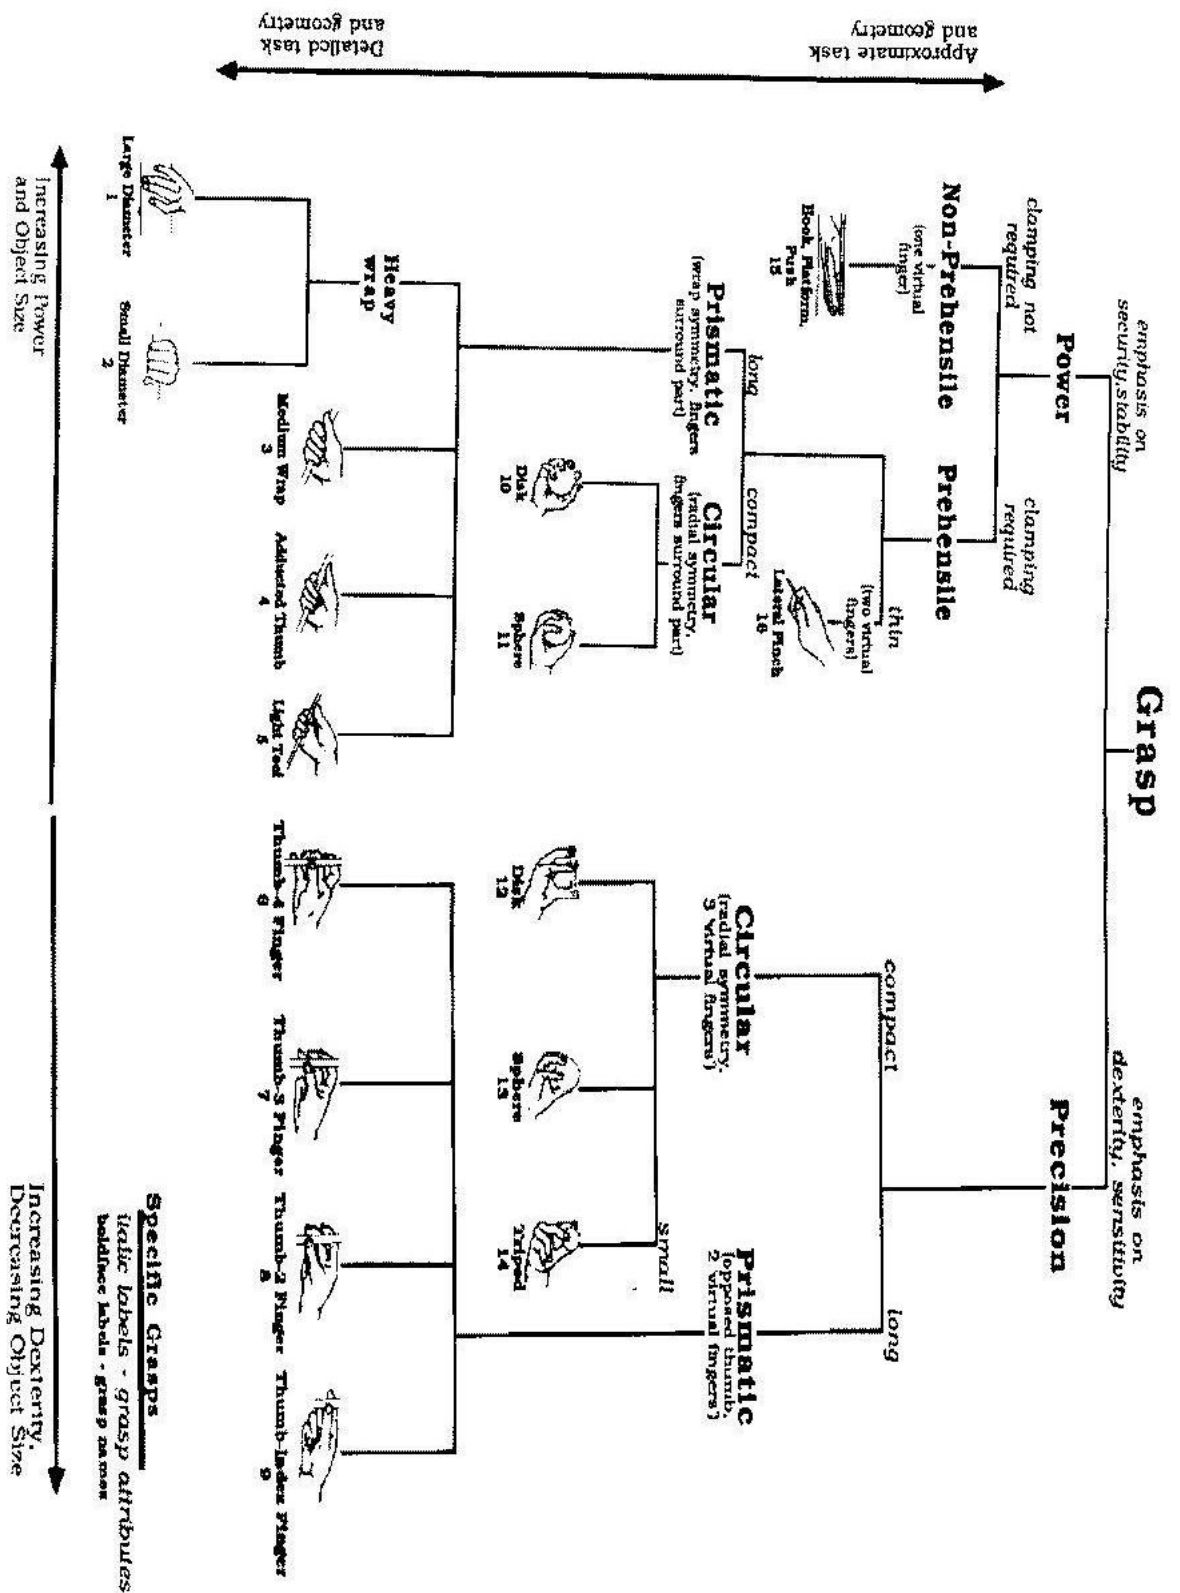 Grasp
emphasis on
security,stability
Power
emphasis on
dexterity, sensitivity
Precision
clamping not
required
clamping
required
Non-Prehensile
(one virtual
finger)
Hook, Platform,
Push
15
Prehensile
thin
(two virtual
fingers)
Lateral Pinch
16
long
compact
Prismatic
(wrap symmetry, fingers
surround part)
Circular
(radial symmetry,
fingers surround part)
Disk
10
Sphere
11
Heavy
wrap
Large Diameter
1
Small Diameter
2
Medium Wrap
3
Adducted Thumb
4
Light Tool
5
compact
long
Circular
(radial symmetry,
3 virtual fingers)
Prismatic
(opposed thumb,
2 virtual fingers)
Disk
12
Sphere
13
small
Tripod
14
Thumb-4 Finger
6
Thumb-3 Finger
7
Thumb-2 Finger
8
Thumb-Index Finger
9
Approximate task
and geometry
Detailed task
and geometry
Increasing Power
and Object Size
Increasing Dexterity,
Decreasing Object Size
Specific Grasps
italic labels - grasp attributes
boldface labels - grasp names